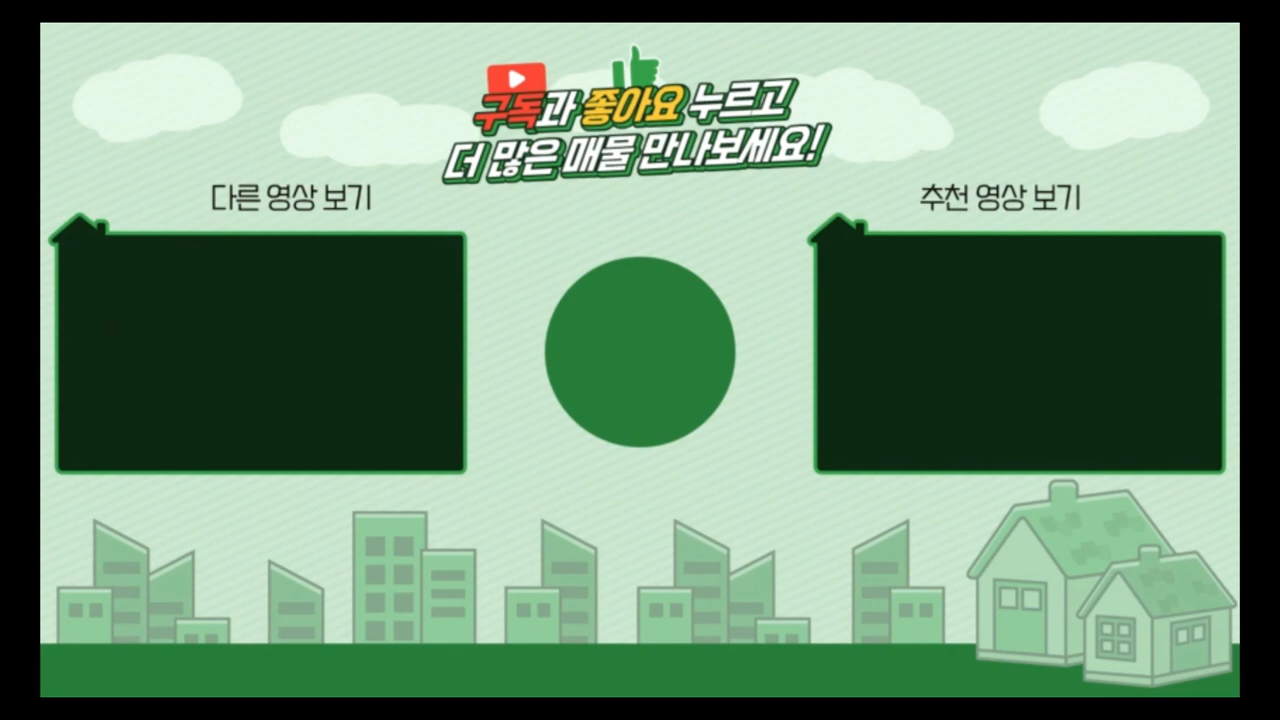 구독과 좋아요 누르고
더 많은 매물 만나보세요!
다른 영상 보기
추천 영상 보기